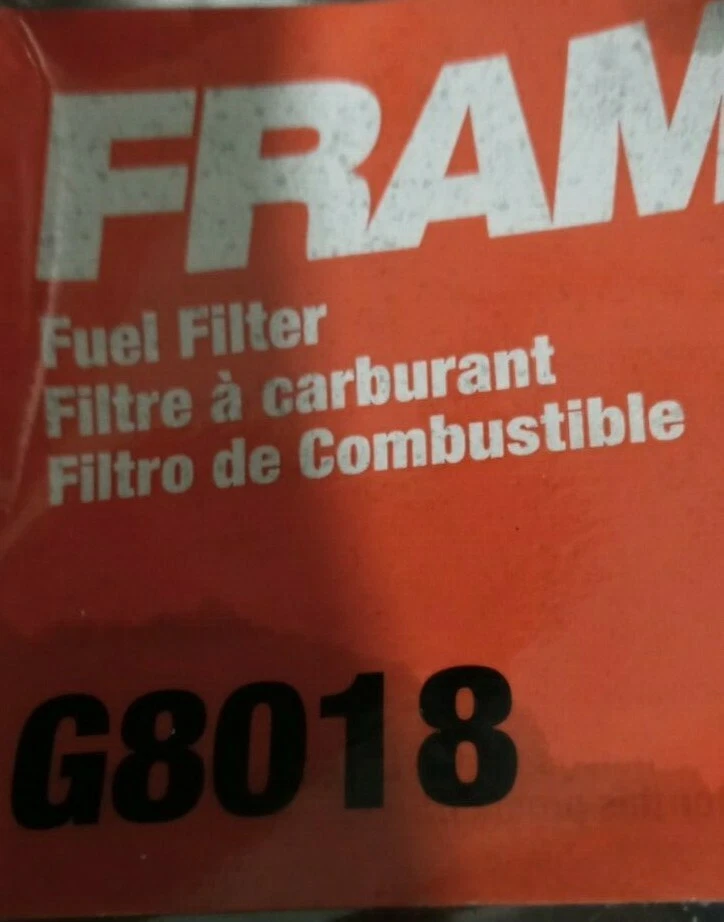 FRAM
Fuel Filter
Filtre à carburant
Filtro de Combustible
G8018